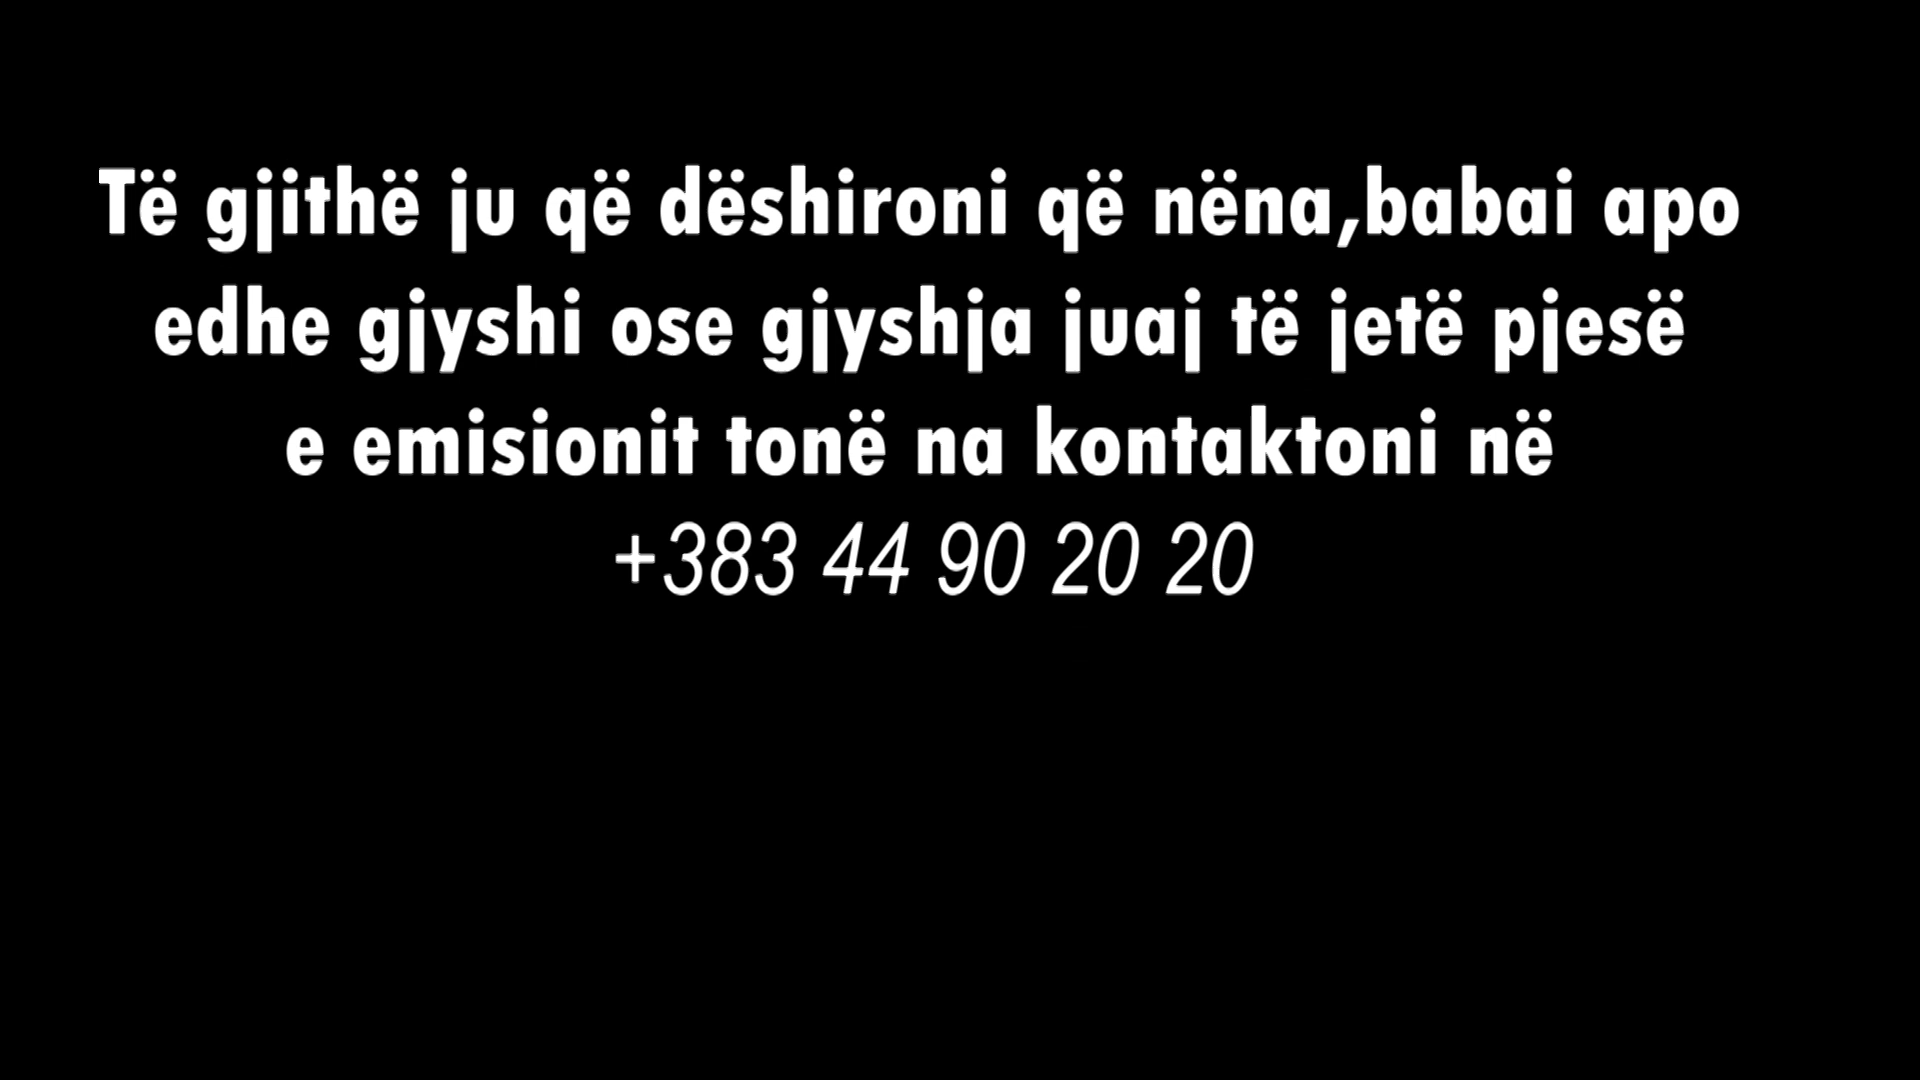 Të gjithë ju që dëshironi që nëna,babai apo
edhe gjyshi ose gjyshja juaj të jetë pjesë
e emisionit tonë na kontaktoni në
+383 44 90 20 20